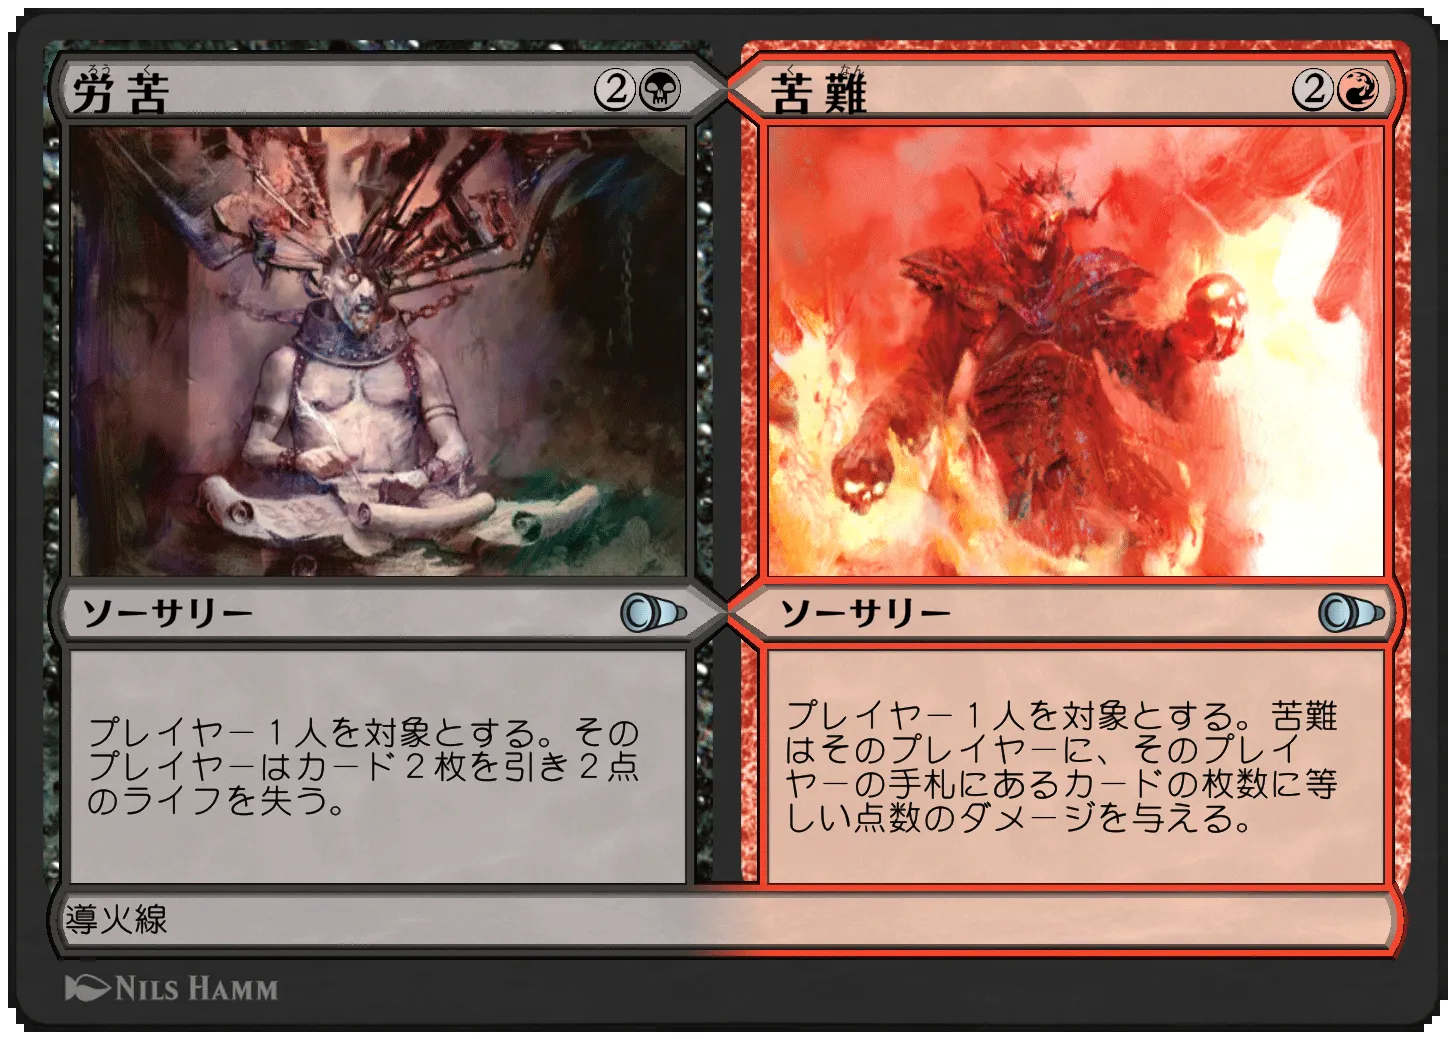 労苦 2
苦難 2
ろう く
く なん
ソーサリー
ソーサリー
プレイヤー1人を対象とする。その
プレイヤーはカード2枚を引き2点
のライフを失う。
プレイヤー1人を対象とする。苦難
はそのプレイヤーに、そのプレイ
ヤーの手札にあるカードの枚数に等
しい点数のダメージを与える。
導火線
NILS HAMM